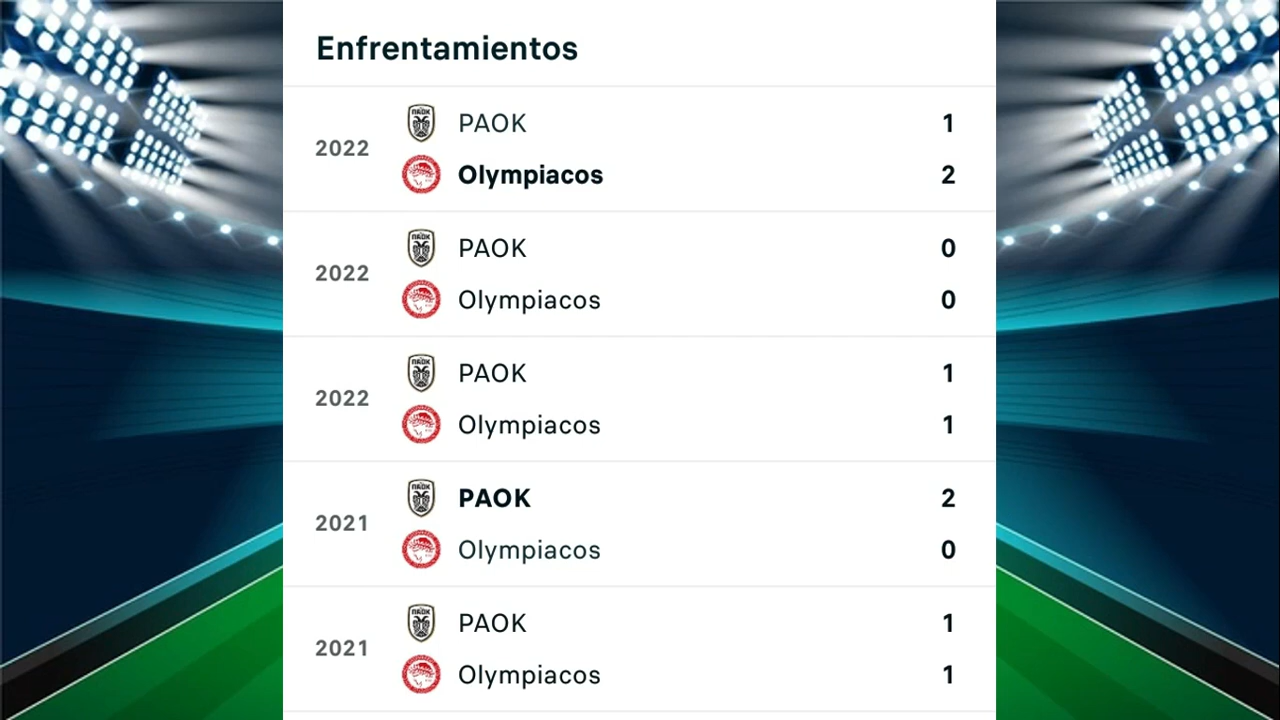 Enfrentamientos
2022
PAOK 1
Olympiacos 2
2022
PAOK 0
Olympiacos 0
2022
PAOK 1
Olympiacos 1
2021
PAOK 2
Olympiacos 0
2021
PAOK 1
Olympiacos 1